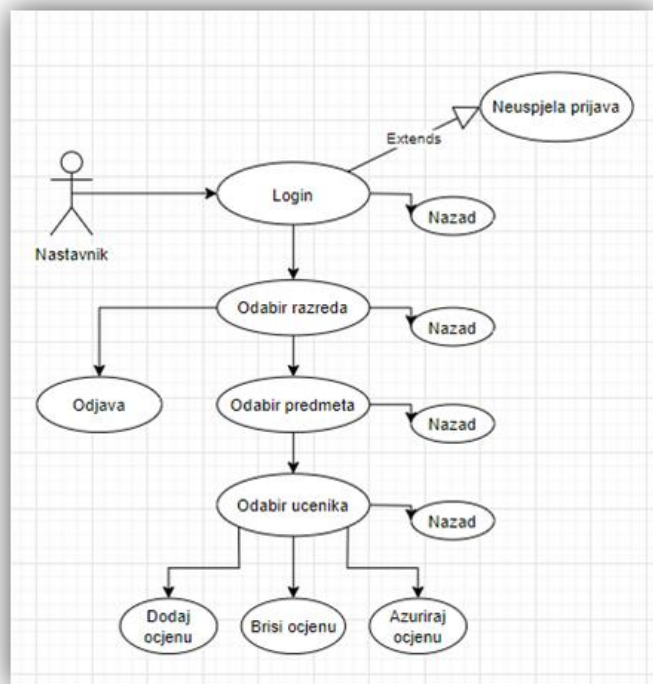 Neuspjela prijava
Extends
Login
Nazad
Nastavnik
Odabir razreda
Nazad
Odjava
Odabir predmeta
Nazad
Odabir ucenika
Nazad
Dodaj
ocjenu
Brisi ocjenu
Azuriraj
ocjenu